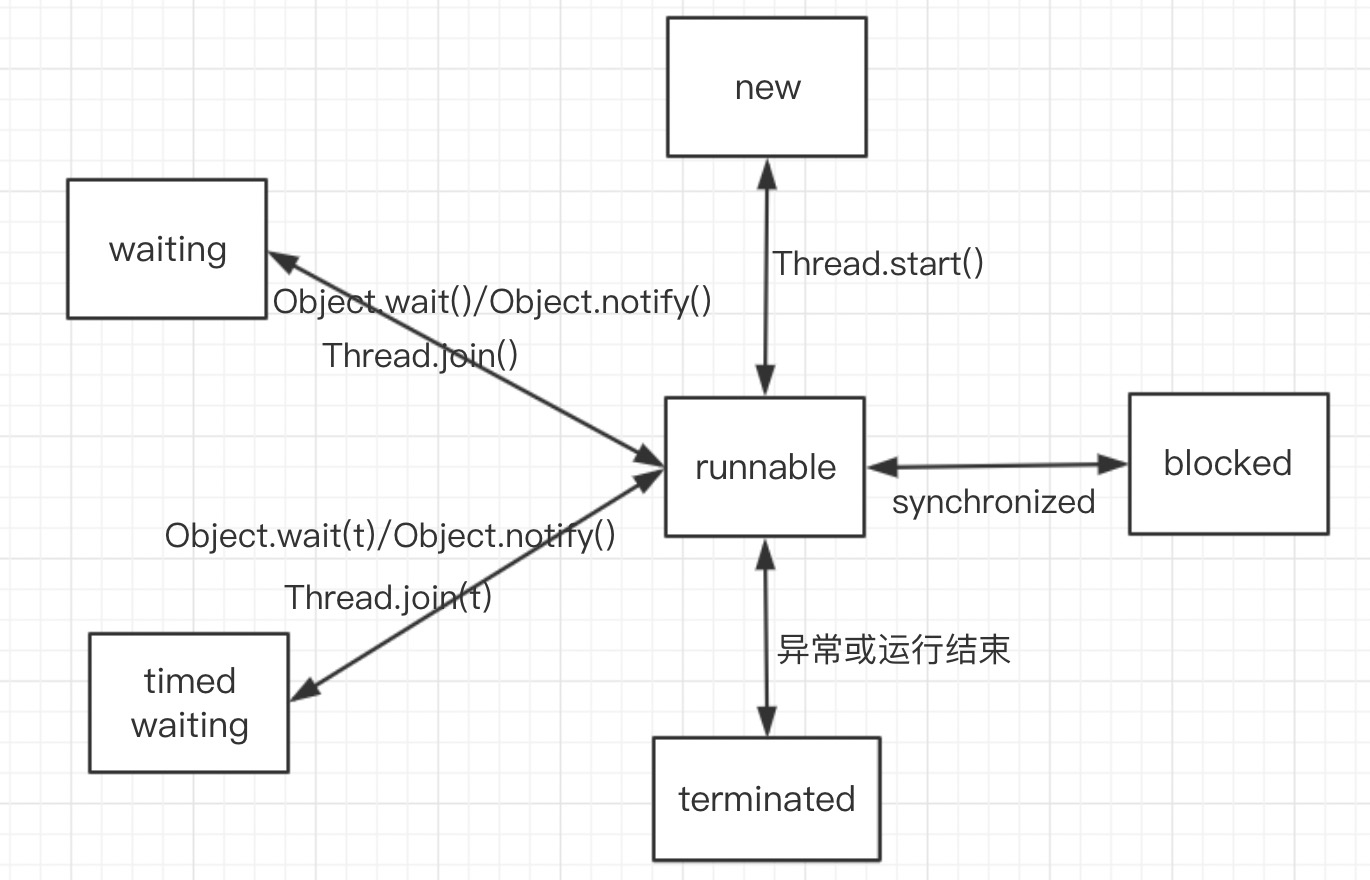 new
waiting
Thread.start()
Object.wait()/Object.notify()
Thread.join()
runnable
blocked
synchronized
Object.wait(t)/Object.notify()
Thread.join(t)
异常或运行结束
timed
waiting
terminated